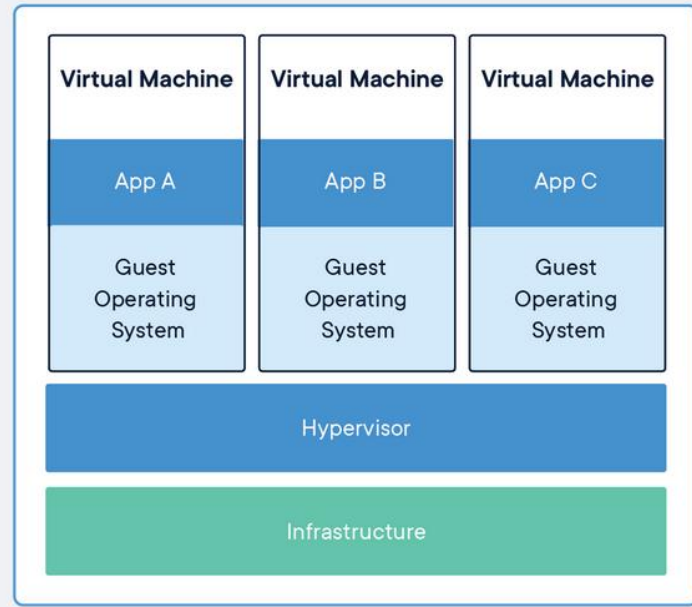 Virtual Machine
Virtual Machine
Virtual Machine
App A
App B
App C
Guest
Operating
System
Guest
Operating
System
Guest
Operating
System
Hypervisor
Infrastructure